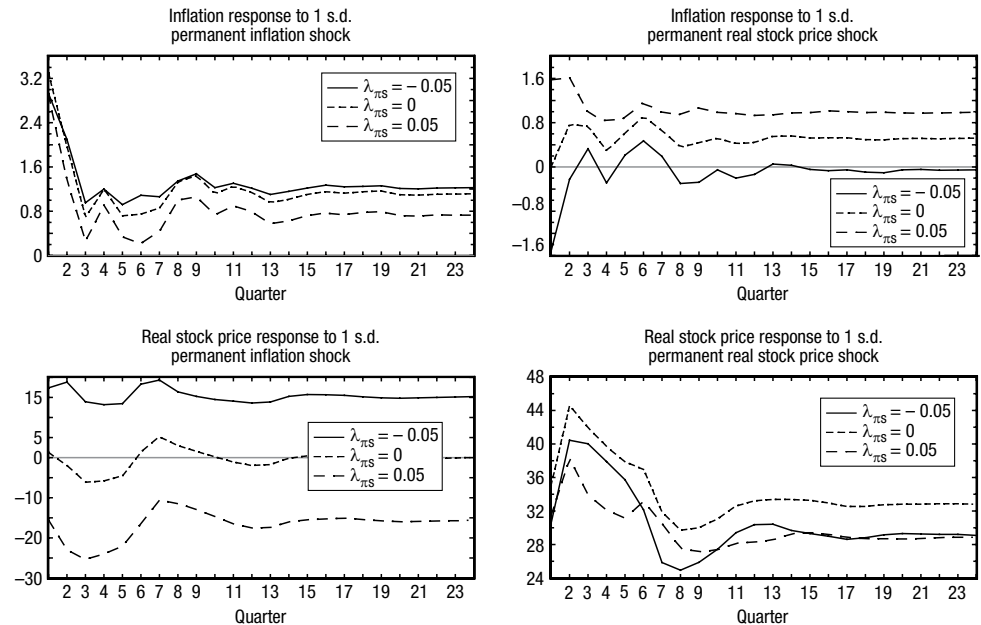 Inflation response to 1 s.d.
permanent inflation shock
3.2
2.4
1.6
0.8
0
λπS = – 0.05
λπS = 0
λπS = 0.05
2 3 4 5 6 7 8 9 11 13 15 17 19 21 23
Quarter
Inflation response to 1 s.d.
permanent real stock price shock
1.6
0.8
0
–0.8
–1.6
λπS = – 0.05
λπS = 0
λπS = 0.05
2 3 4 5 6 7 8 9 11 13 15 17 19 21 23
Quarter
Real stock price response to 1 s.d.
permanent inflation shock
15
5
0
–10
–20
–30
λπS = – 0.05
λπS = 0
λπS = 0.05
2 3 4 5 6 7 8 9 11 13 15 17 19 21 23
Quarter
Real stock price response to 1 s.d.
permanent real stock price shock
48
44
40
36
32
28
24
λπS = – 0.05
λπS = 0
λπS = 0.05
2 3 4 5 6 7 8 9 11 13 15 17 19 21 23
Quarter